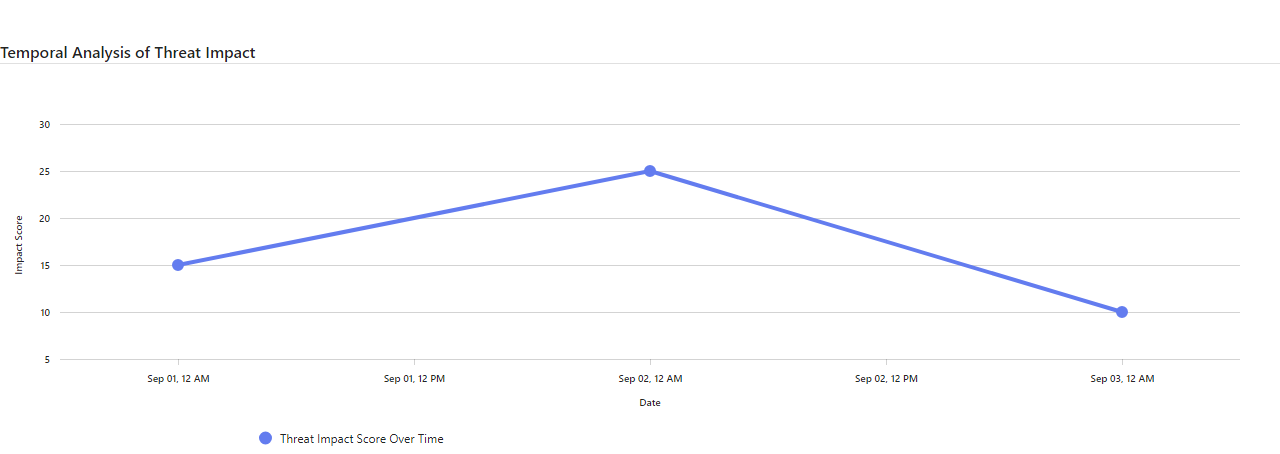 Temporal Analysis of Threat Impact
30
25
20
15
10
5
Impact Score
Sep 01, 12 AM
Sep 01, 12 PM
Sep 02, 12 AM
Sep 02, 12 PM
Sep 03, 12 AM
Date
Threat Impact Score Over Time